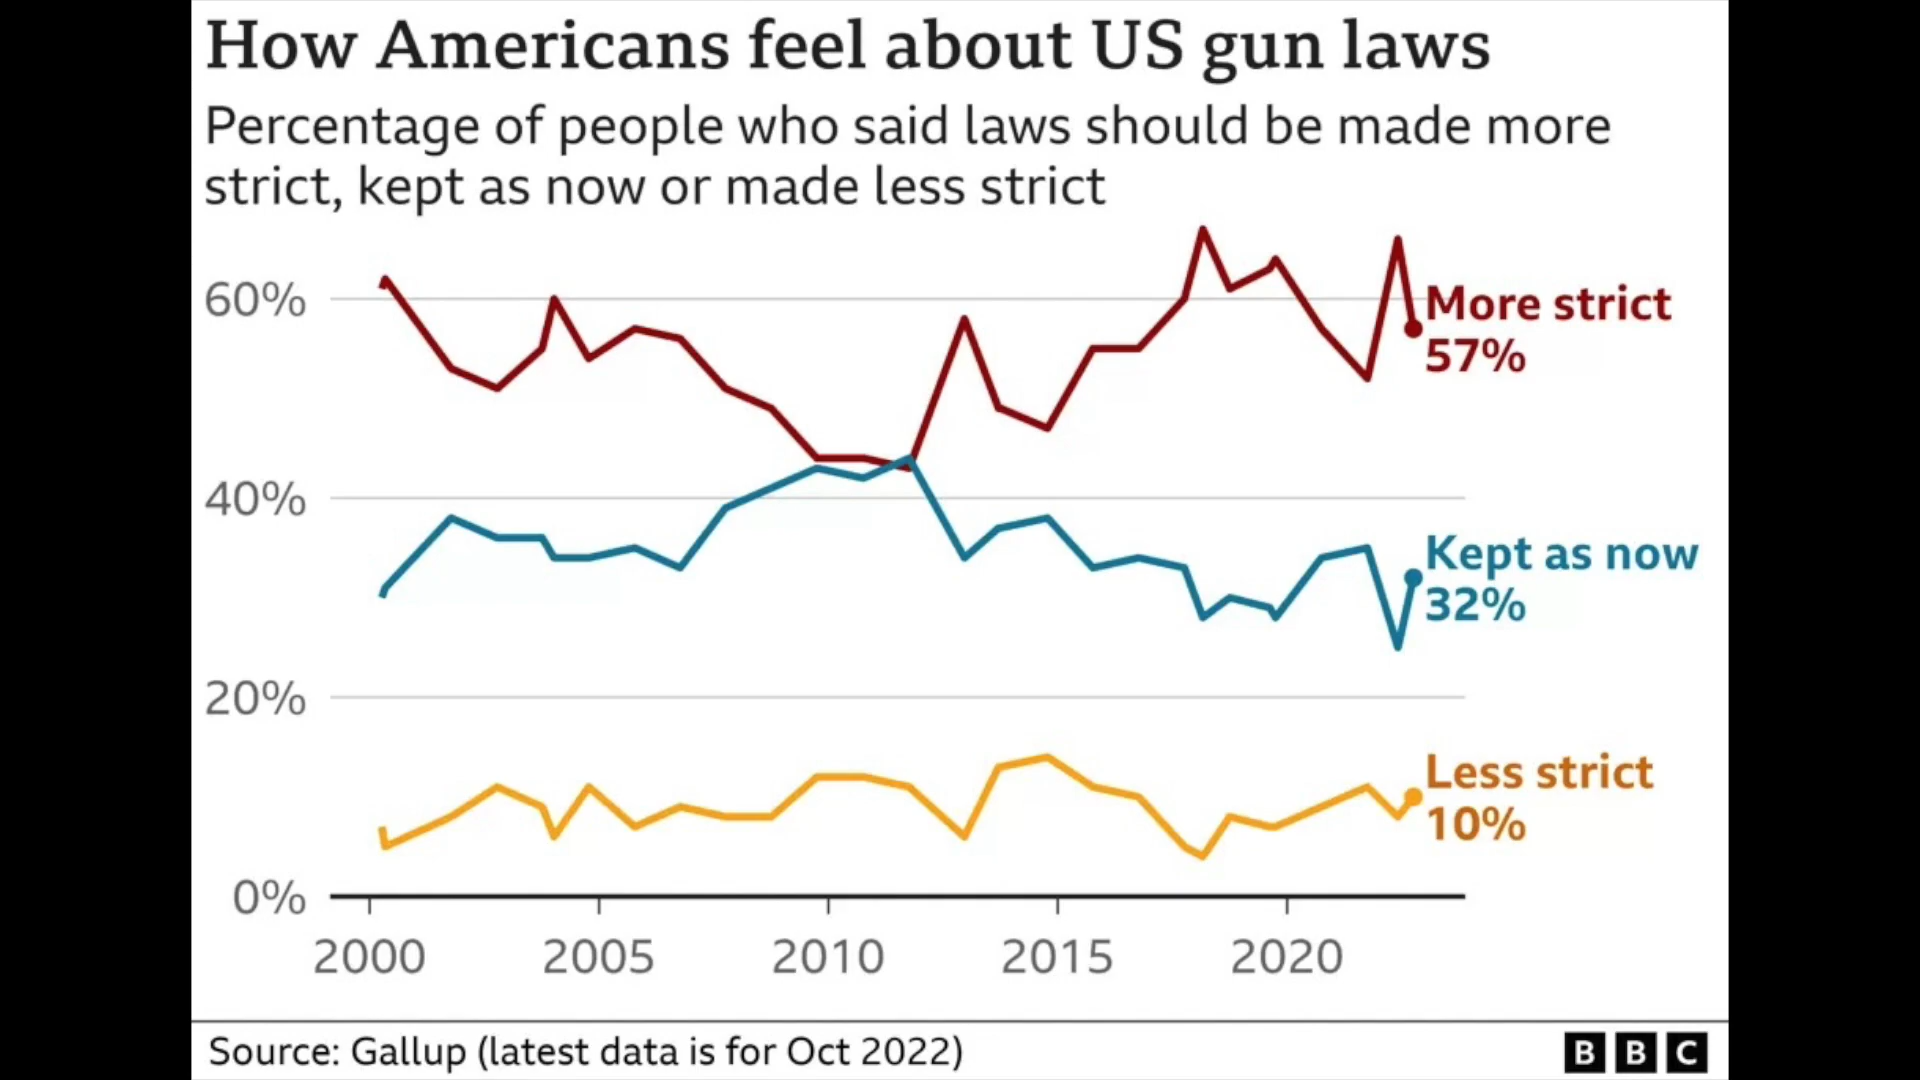 How Americans feel about US gun laws
Percentage of people who said laws should be made more
strict, kept as now or made less strict
60%
More strict
57%
40%
Kept as now
32%
20%
Less strict
10%
0%
2000 2005 2010 2015 2020
Source: Gallup (latest data is for Oct 2022)
BBC